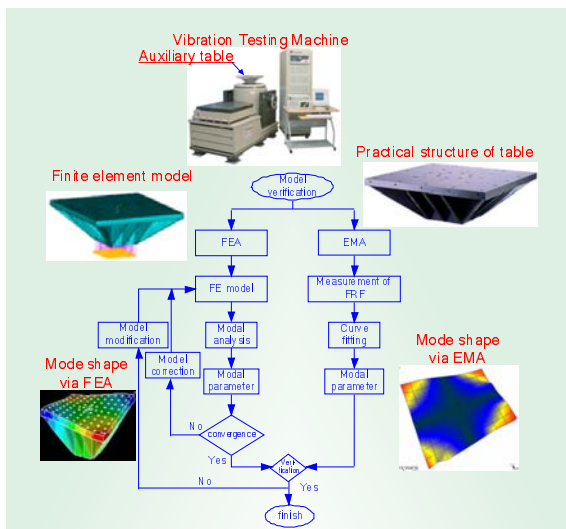 Vibration Testing Machine
Auxiliary table
Practical structure of table
Finite element model
Model
verification
FEA
EMA
FE model
Measurement of
FRF
Model
modification
Modal
analysis
Curve
fitting
Mode shape
via FEA
Model
correction
Modal
parameter
Modal
parameter
Mode shape
via EMA
No
convergence
Yes
Veri-
fication
No
Yes
finish